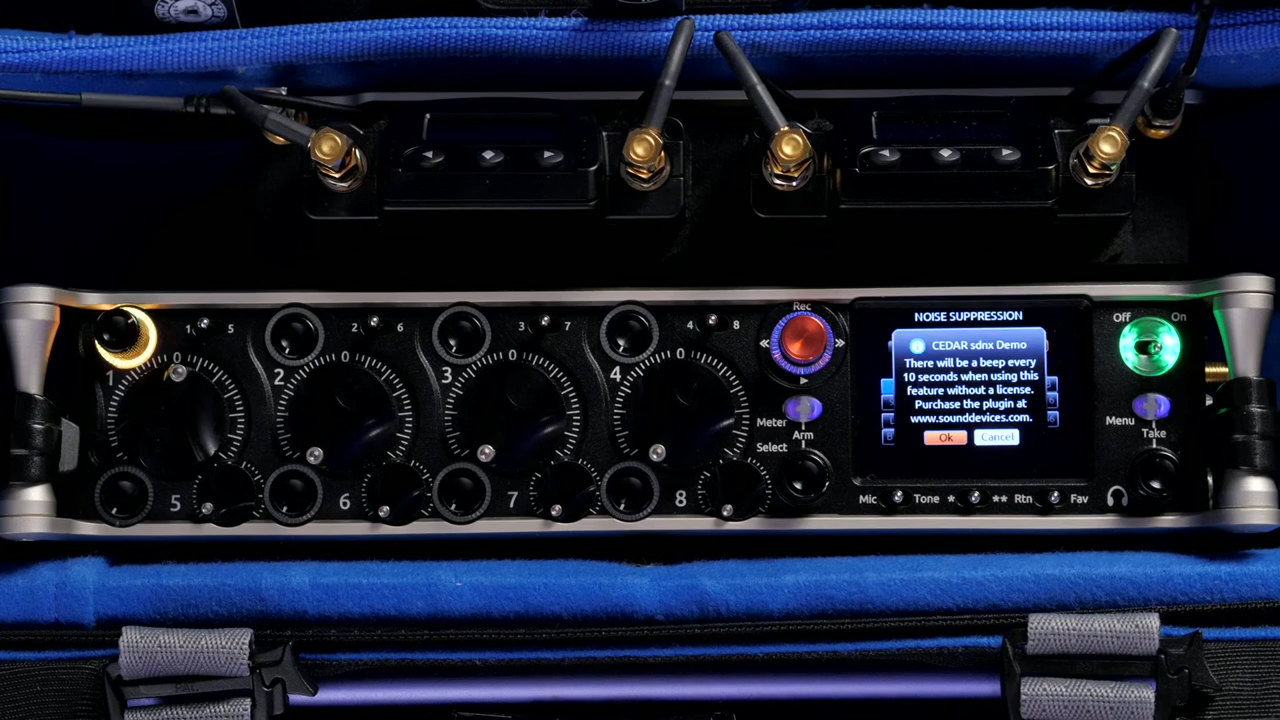 Rec
NOISE SUPPRESSION
CEDAR sdnx Demo
There will be a beep every
10 seconds when using this
feature without a license.
Purchase the plugin at
www.sounddevices.com.
Ok Cancel
Off On
1 5
2 6
3 7
4 8
0 0 0 0
1 2 3 4
Meter
Arm
Select
Menu
Take
5 6 7 8
Mic Tone * ** Rtn Fav